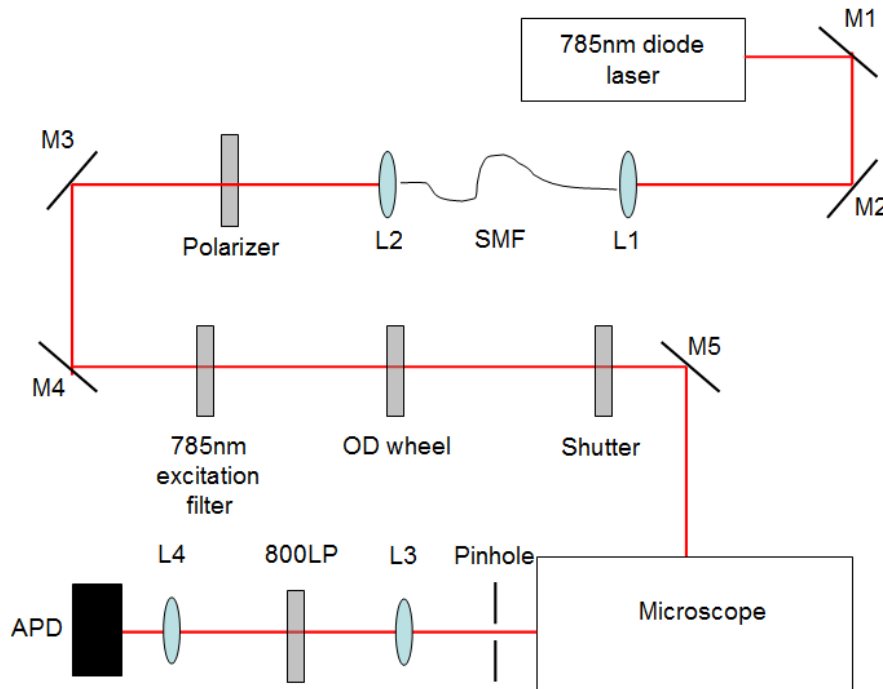 M1
785nm diode
laser
M3
M2
Polarizer
L2
SMF
L1
M5
M4
785nm
excitation
filter
OD wheel
Shutter
L4
800LP
L3
Pinhole
APD
Microscope